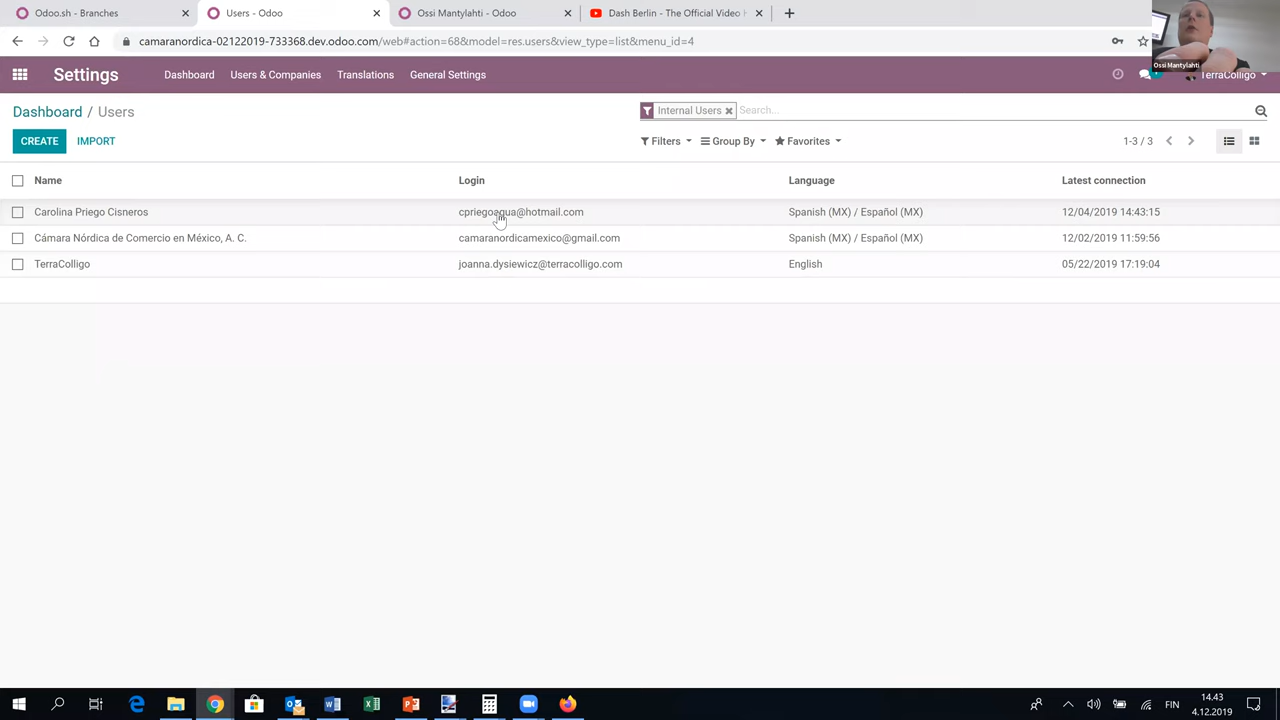 Odoo.sh - Branches
Users - Odoo
Ossi Mantylahti - Odoo
Dash Berlin - The Official Video H
camaranordica-02122019-733368.dev.odoo.com/web#action=68&model=res.users&view_type=list&menu_id=4
Ossi Mantylahti
Settings
Dashboard
Users & Companies
Translations
General Settings
TerraColligo
Dashboard / Users
Internal Users
Search...
CREATE
IMPORT
Filters
Group By
Favorites
1-3 / 3
Name Login Language Latest connection
Carolina Priego Cisneros cpriegoagua@hotmail.com Spanish (MX) / Español (MX) 12/04/2019 14:43:15
Cámara Nórdica de Comercio en México, A. C. camaranordicamexico@gmail.com Spanish (MX) / Español (MX) 12/02/2019 11:59:56
TerraColligo joanna.dysiewicz@terracolligo.com English 05/22/2019 17:19:04
FIN
14.43
4.12.2019